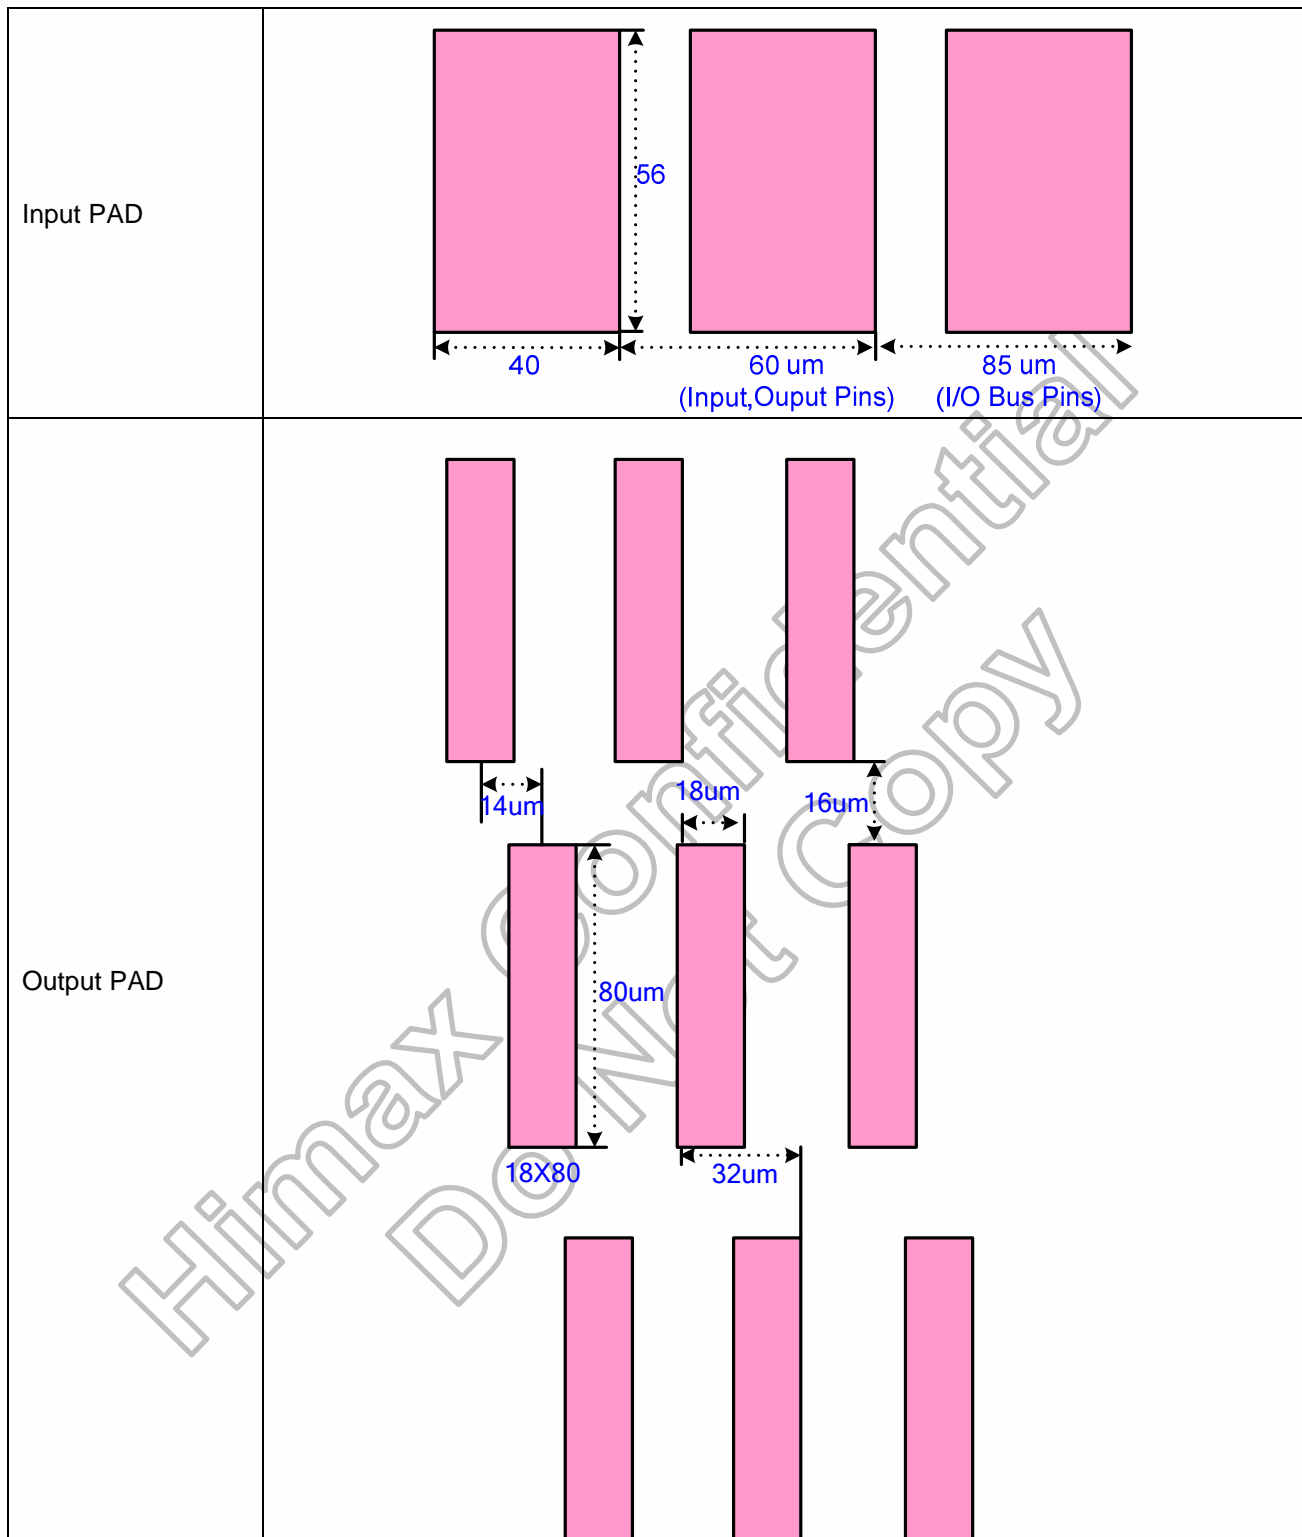 Input PAD
56
40
60 um
(Input,Ouput Pins)
85 um
(I/O Bus Pins)
Output PAD
14um
18um
16um
80um
18X80
32um
Himax Confidential
Do Not Copy